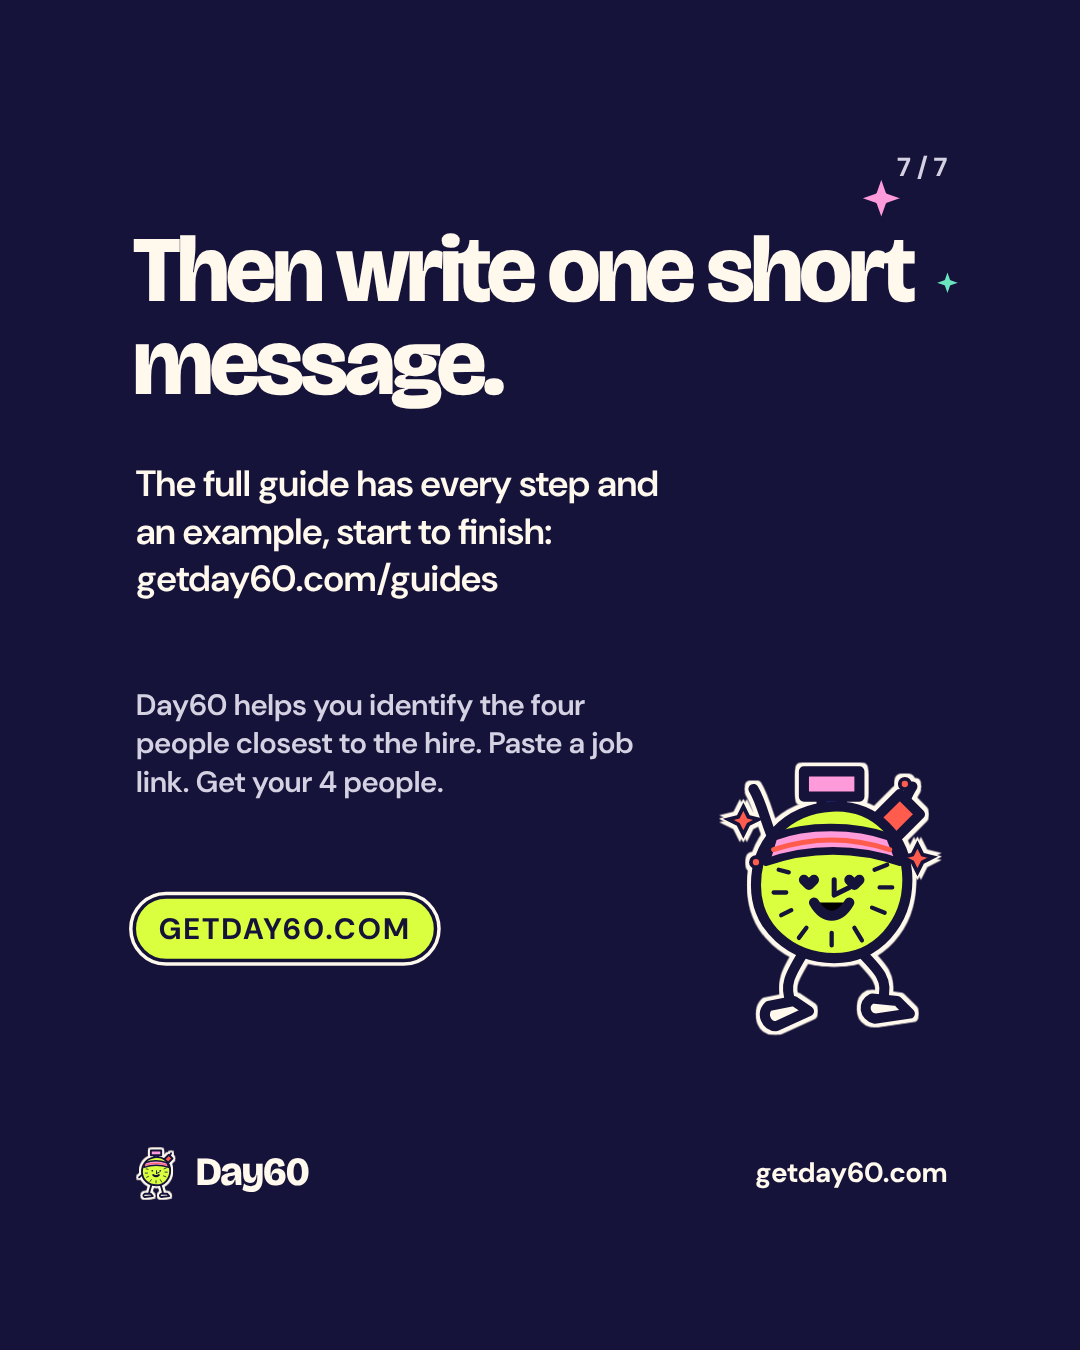 7 / 7
Then write one short
message.
The full guide has every step and
an example, start to finish:
getday60.com/guides
Day60 helps you identify the four
people closest to the hire. Paste a job
link. Get your 4 people.
GETDAY60.COM
Day60
getday60.com